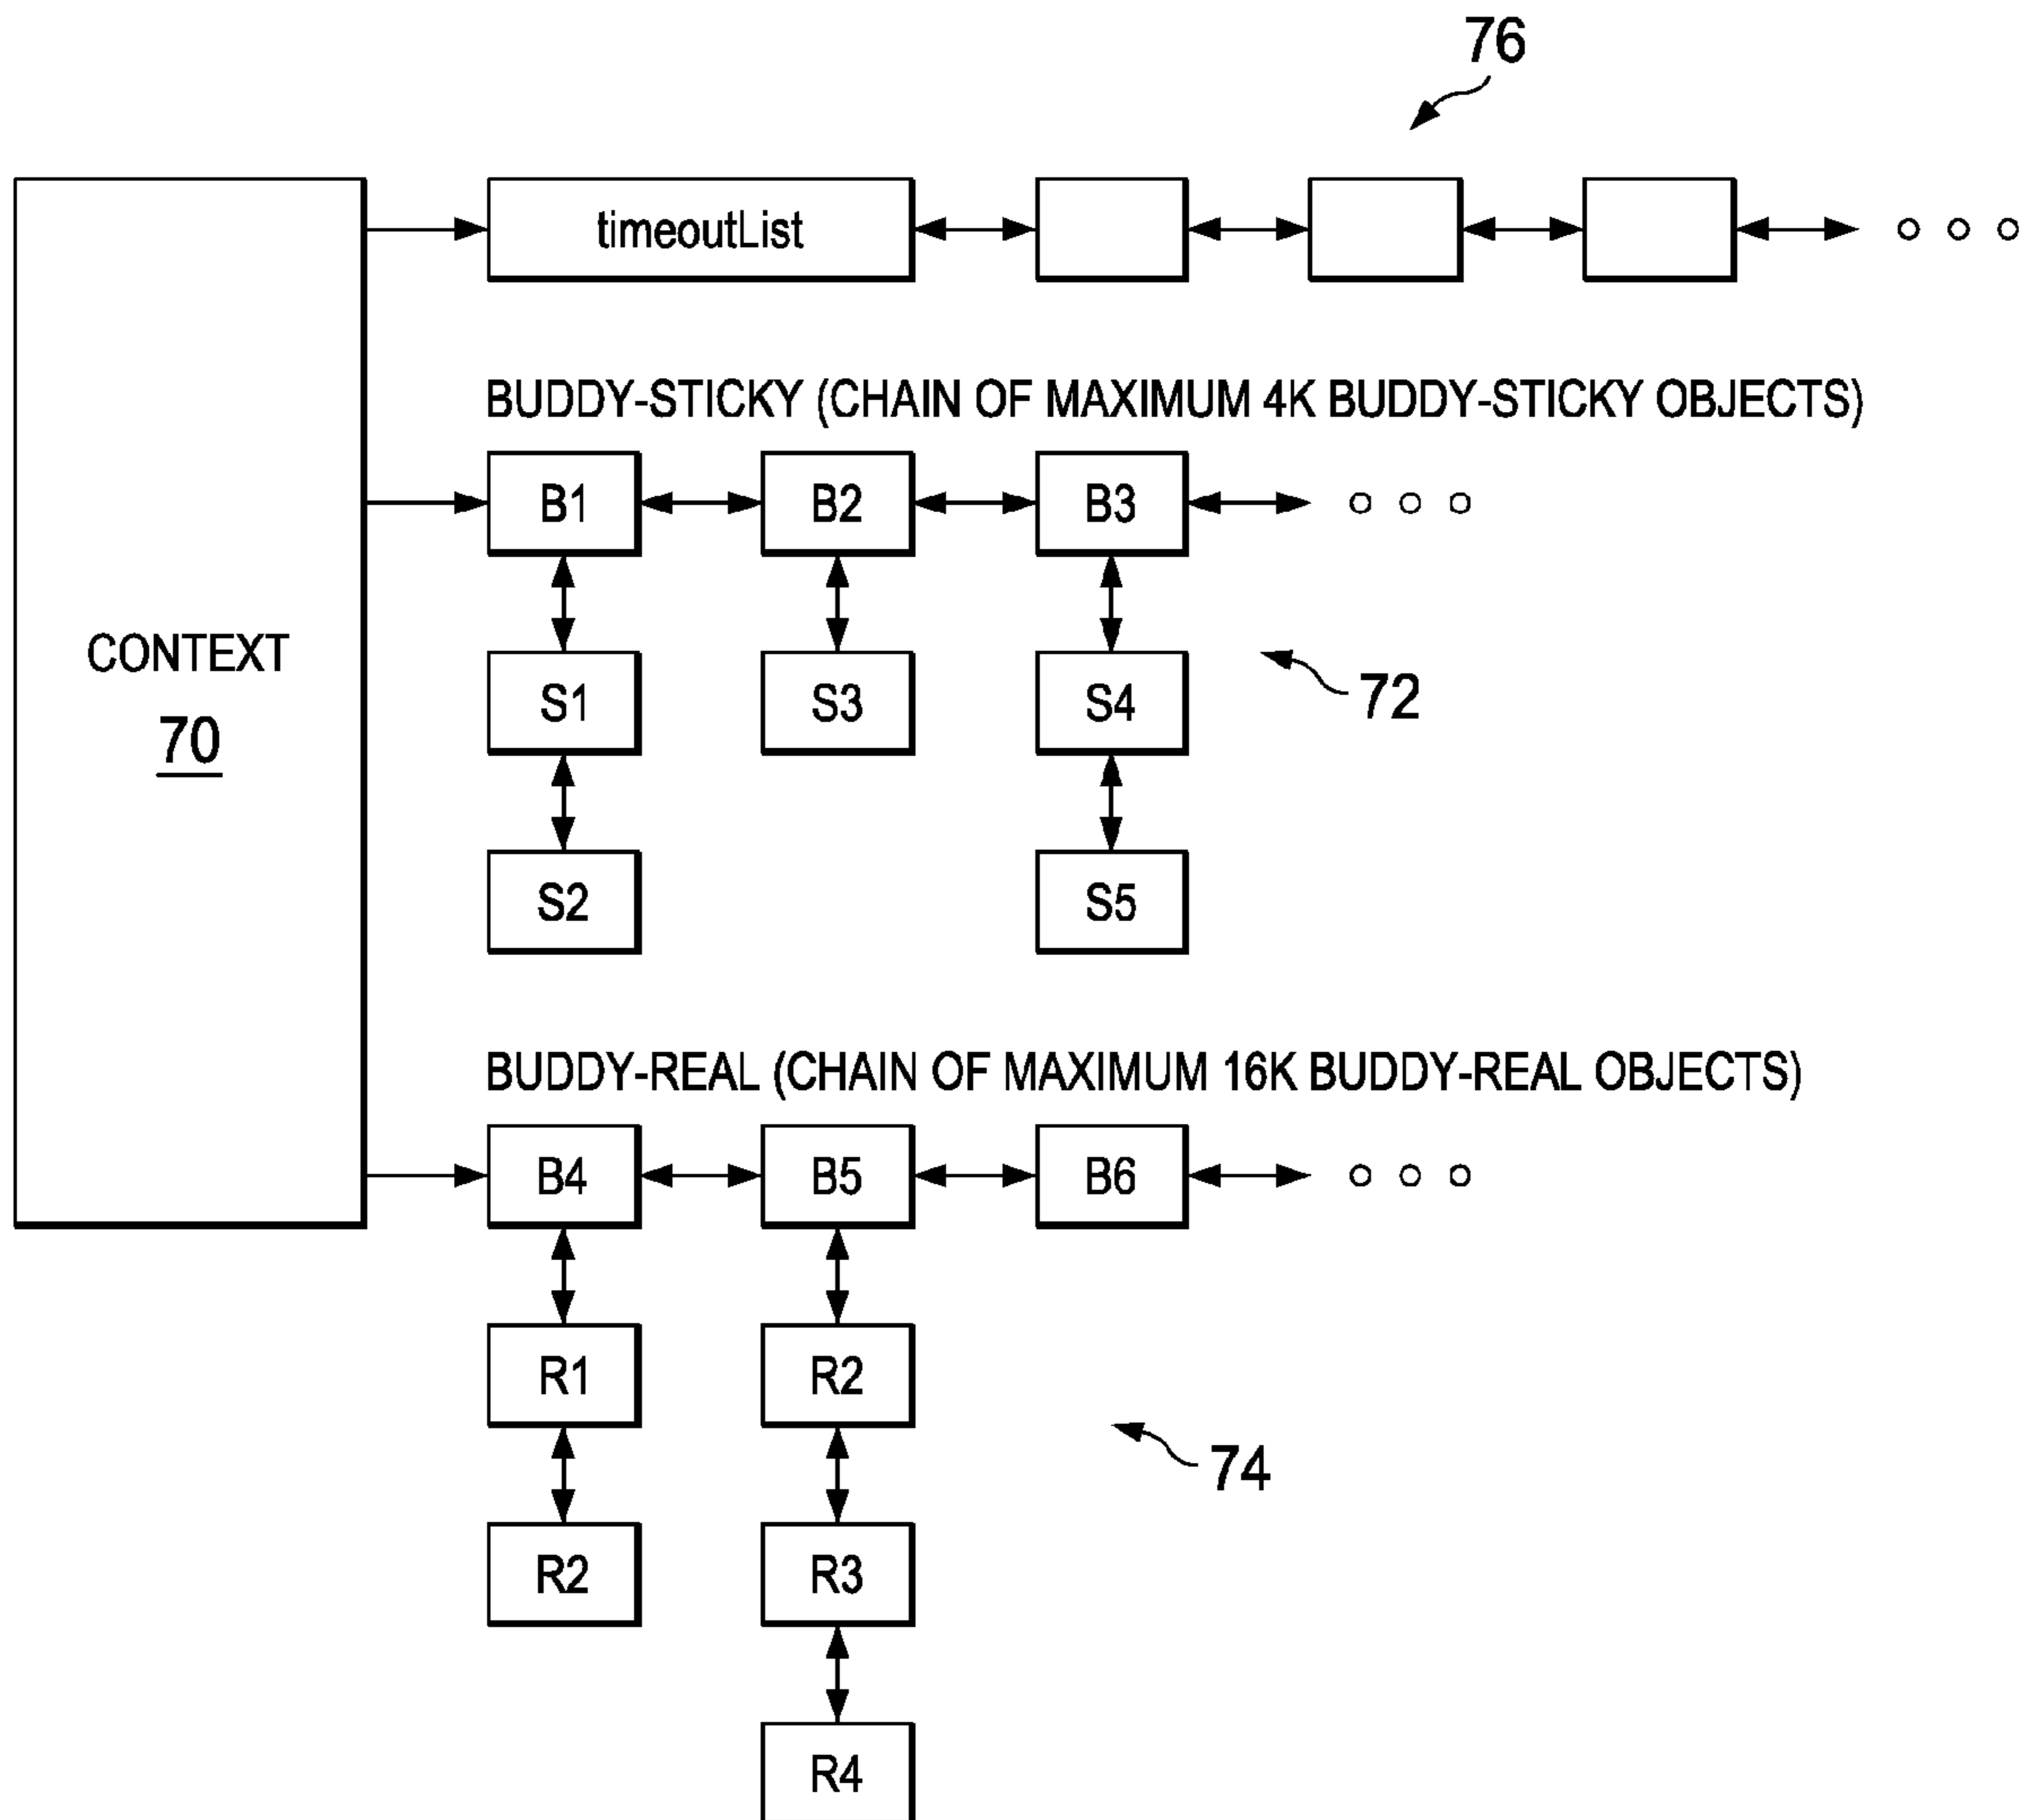 76
timeoutList
BUDDY-STICKY (CHAIN OF MAXIMUM 4K BUDDY-STICKY OBJECTS)
B1 B2 B3
CONTEXT
70
S1 S3 S4
72
S2 S5
BUDDY-REAL (CHAIN OF MAXIMUM 16K BUDDY-REAL OBJECTS)
B4 B5 B6
R1 R2
74
R2 R3
R4